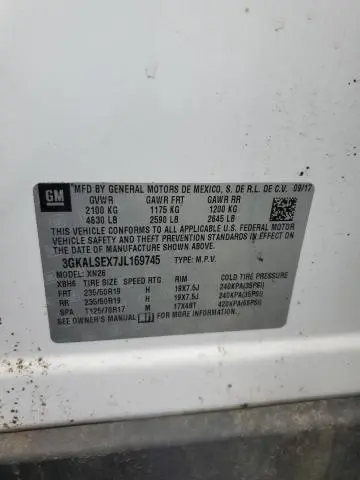 GM
MFD BY GENERAL MOTORS DE MEXICO, S. DE R.L. DE C.V. 09/17
GVWR GAWR FRT GAWR RR
2100 KG 1175 KG 1200 KG
4630 LB 2590 LB 2645 LB
THIS VEHICLE CONFORMS TO ALL APPLICABLE U.S. FEDERAL MOTOR
VEHICLE SAFETY, BUMPER, AND THEFT PREVENTION STANDARDS IN
EFFECT ON THE DATE OF MANUFACTURE SHOWN ABOVE.
3GKALSEX7JL169745 TYPE: M.P.V.
MODEL: XN26
XBH6 TIRE SIZE SPEED RTG RIM COLD TIRE PRESSURE
FRT 235/50R19 H 19X7.5J 240KPA(35PSI)
RR 235/50R19 H 19X7.5J 240KPA(35PSI)
SPA T125/70R17 M 17X4BT 420KPA(60PSI)
SEE OWNER'S MANUAL FOR ADDITIONAL INFORMATION